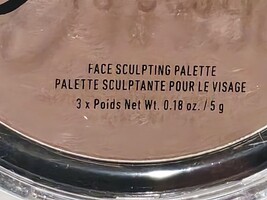 FACE SCULPTING PALETTE
PALETTE SCULPTANTE POUR LE VISAGE
3 x Poids Net Wt. 0.18 oz. / 5 g